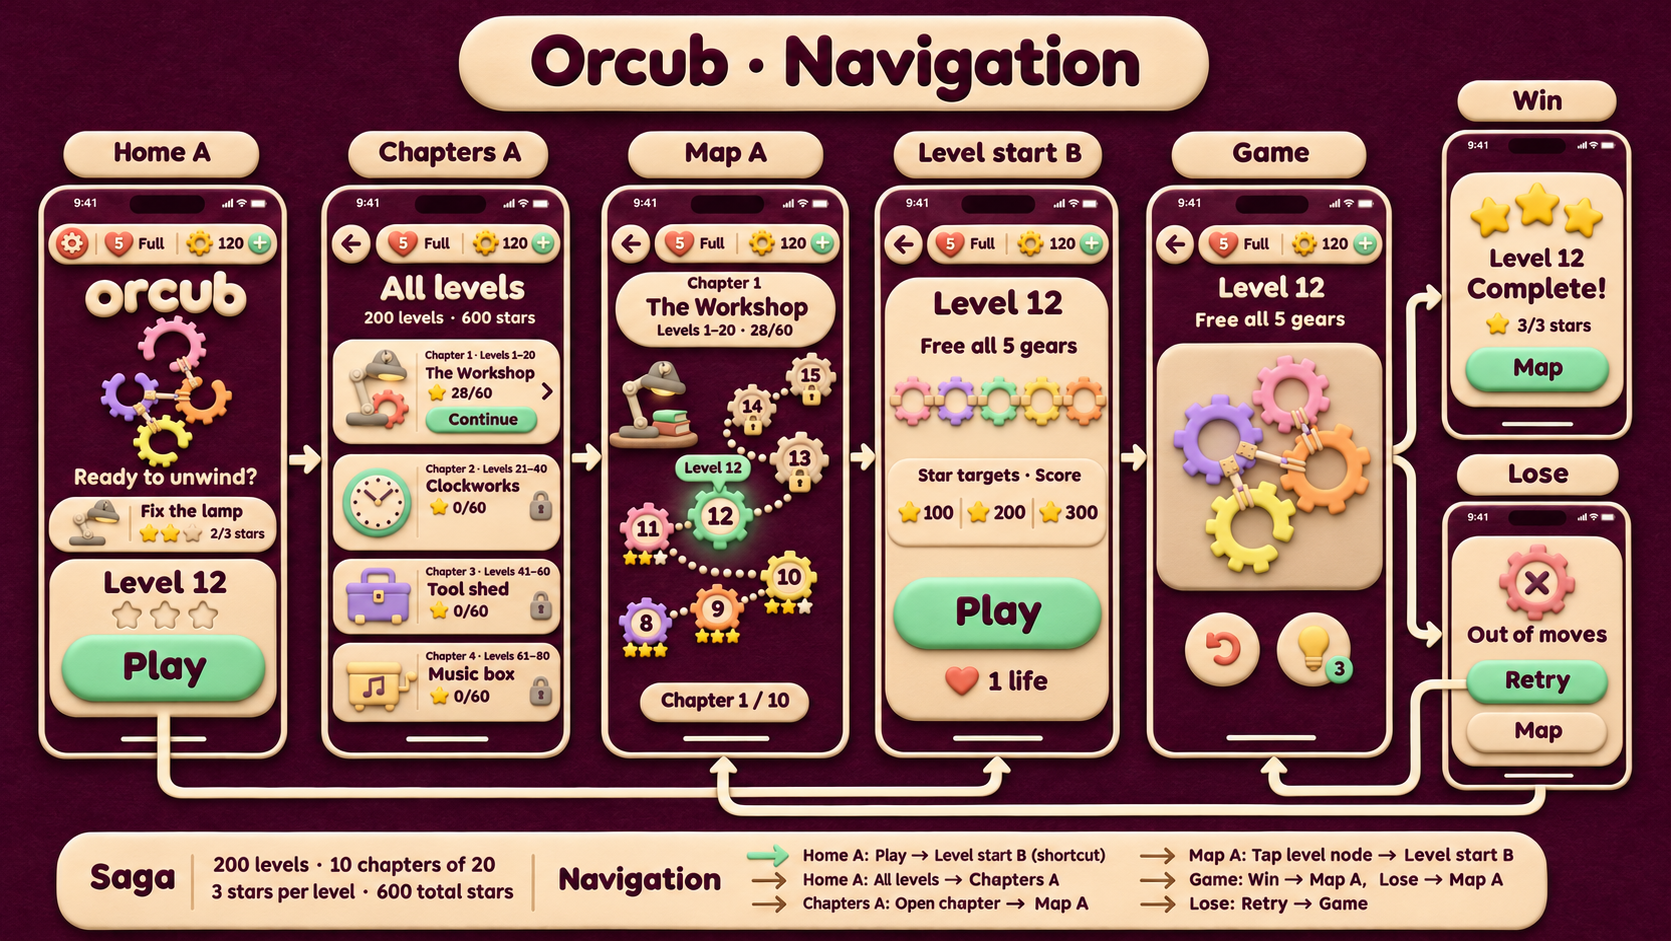 Orcub · Navigation
Home A
9:41
5 Full 120 +
orcub
Ready to unwind?
Fix the lamp
2/3 stars
Level 12
Play
Chapters A
9:41
5 Full 120 +
All levels
200 levels · 600 stars
Chapter 1 · Levels 1–20
The Workshop
28/60
Continue
Chapter 2 · Levels 21–40
Clockworks
0/60
Chapter 3 · Levels 41–60
Tool shed
0/60
Chapter 4 · Levels 61–80
Music box
0/60
Map A
9:41
5 Full 120 +
Chapter 1
The Workshop
Levels 1–20 · 28/60
15
14
13
Level 12
12
11
10
9
8
Chapter 1 / 10
Level start B
9:41
5 Full 120 +
Level 12
Free all 5 gears
Star targets · Score
100 200 300
Play
1 life
Game
9:41
5 Full 120 +
Level 12
Free all 5 gears
3
Win
9:41
Level 12
Complete!
3/3 stars
Map
Lose
9:41
Out of moves
Retry
Map
Saga
200 levels · 10 chapters of 20
3 stars per level · 600 total stars
Navigation
Home A: Play → Level start B (shortcut)
Home A: All levels → Chapters A
Chapters A: Open chapter → Map A
Map A: Tap level node → Level start B
Game: Win → Map A, Lose → Map A
Lose: Retry → Game